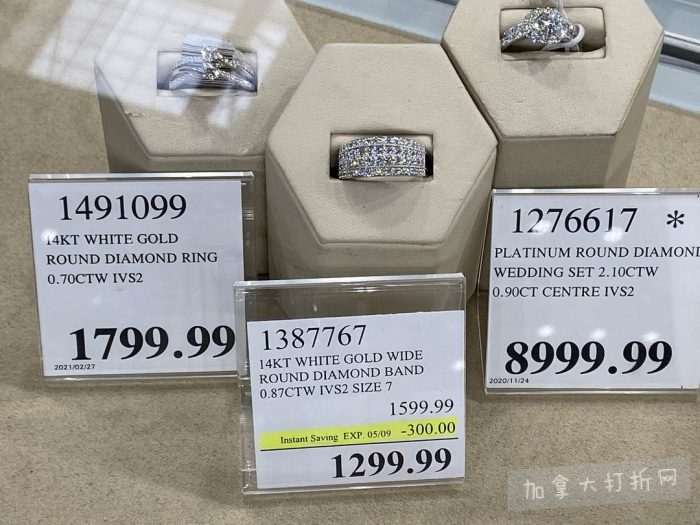 1491099
14KT WHITE GOLD
ROUND DIAMOND RING
0.70CTW IVS2
1799.99
2021/02/27
1387767
14KT WHITE GOLD WIDE
ROUND DIAMOND BAND
0.87CTW IVS2 SIZE 7
1599.99
Instant Saving EXP 05/09 -300.00
1299.99
1276617 *
PLATINUM ROUND DIAMOND
WEDDING SET 2.10CTW
0.90CT CENTRE IVS2
8999.99
2020/11/24
加拿大打折网